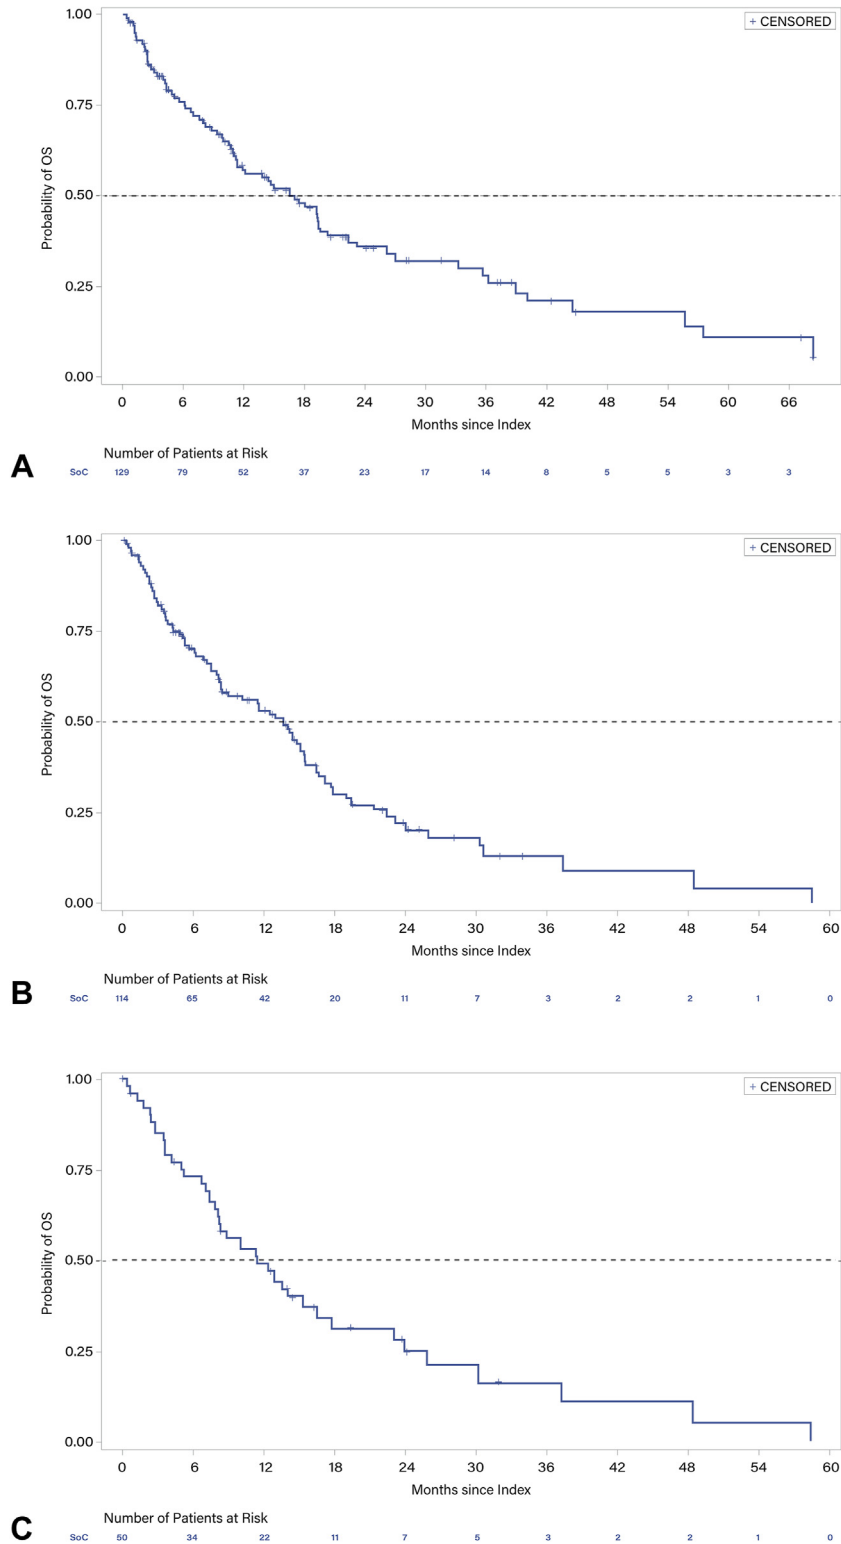 1.00
+ CENSORED
0.75
0.50
0.25
0.00
Probability of OS
0 6 12 18 24 30 36 42 48 54 60 66
Months since Index
Number of Patients at Risk
A
SoC 129 79 52 37 23 17 14 8 5 5 3 3
1.00
+ CENSORED
0.75
0.50
0.25
0.00
Probability of OS
0 6 12 18 24 30 36 42 48 54 60
Months since Index
Number of Patients at Risk
B
SoC 114 65 42 20 11 7 3 2 2 1 0
1.00
+ CENSORED
0.75
0.50
0.25
0.00
Probability of OS
0 6 12 18 24 30 36 42 48 54 60
Months since Index
Number of Patients at Risk
C
SoC 50 34 22 11 7 5 3 2 2 1 0